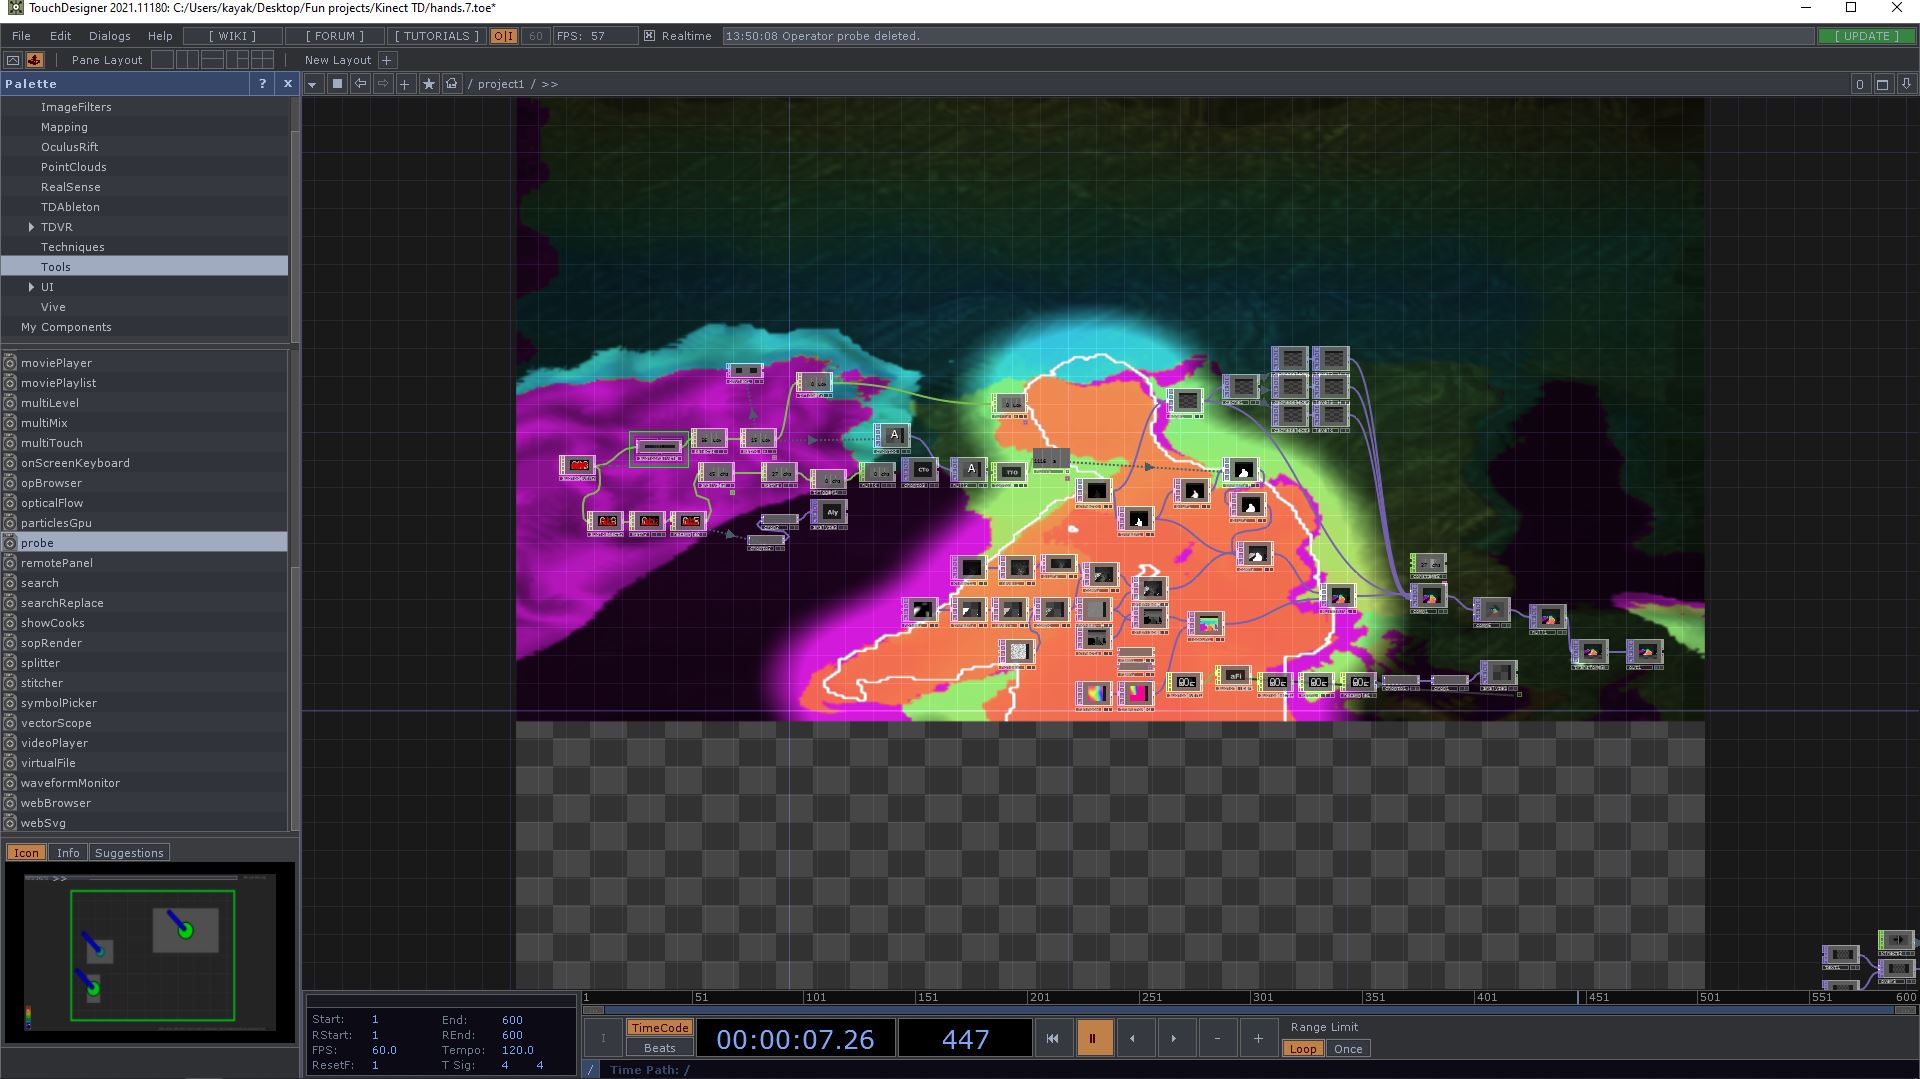 TouchDesigner 2021.11180: C:/Users/kayak/Desktop/Fun projects/Kinect TD/hands.7.toe*
File Edit Dialogs Help [ WIKI ] [ FORUM ] [ TUTORIALS ] O|I 60 FPS: 57 Realtime 13:50:08 Operator probe deleted. [ UPDATE ]
Pane Layout New Layout +
Palette ? x / project1 / >> 0
ImageFilters
Mapping
OculusRift
PointClouds
RealSense
TDAbleton
TDVR
Techniques
Tools
UI
Vive
My Components
moviePlayer
moviePlaylist
multiLevel
multiMix
multiTouch
onScreenKeyboard
opBrowser
opticalFlow
particlesGpu
probe
remotePanel
search
searchReplace
showCooks
sopRender
splitter
stitcher
symbolPicker
vectorScope
videoPlayer
virtualFile
waveformMonitor
webBrowser
webSvg
Icon Info Suggestions
A
A
CTo
TTO
Aly
aFi
1 51 101 151 201 251 301 351 401 451 501 551 600
Start: 1 End: 600
RStart: 1 REnd: 600
FPS: 60.0 Tempo: 120.0
ResetF: 1 T Sig: 4 4
TimeCode
Beats
00:00:07.26
447
- +
Range Limit
Loop Once
/ Time Path: /